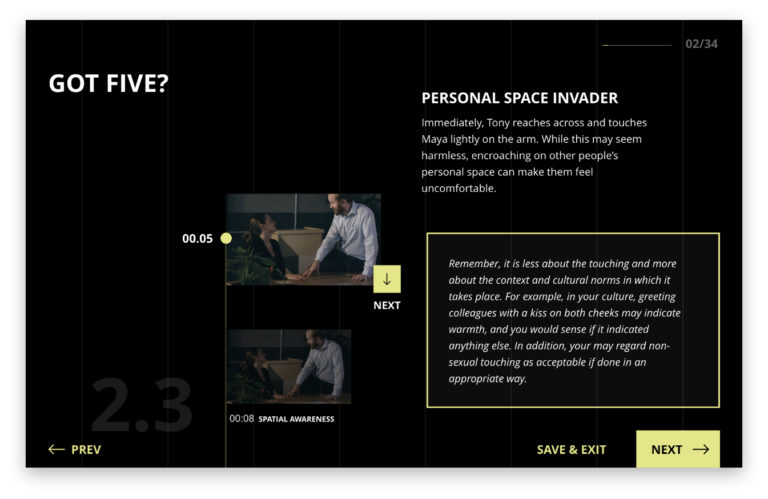 02/34
GOT FIVE?
PERSONAL SPACE INVADER
Immediately, Tony reaches across and touches
Maya lightly on the arm. While this may seem
harmless, encroaching on other people's
personal space can make them feel
uncomfortable.
00.05
NEXT
Remember, it is less about the touching and more
about the context and cultural norms in which it
takes place. For example, in your culture, greeting
colleagues with a kiss on both cheeks may indicate
warmth, and you would sense if it indicated
anything else. In addition, your may regard non-
sexual touching as acceptable if done in an
appropriate way.
2.3
00:08 SPATIAL AWARENESS
PREV
SAVE & EXIT
NEXT